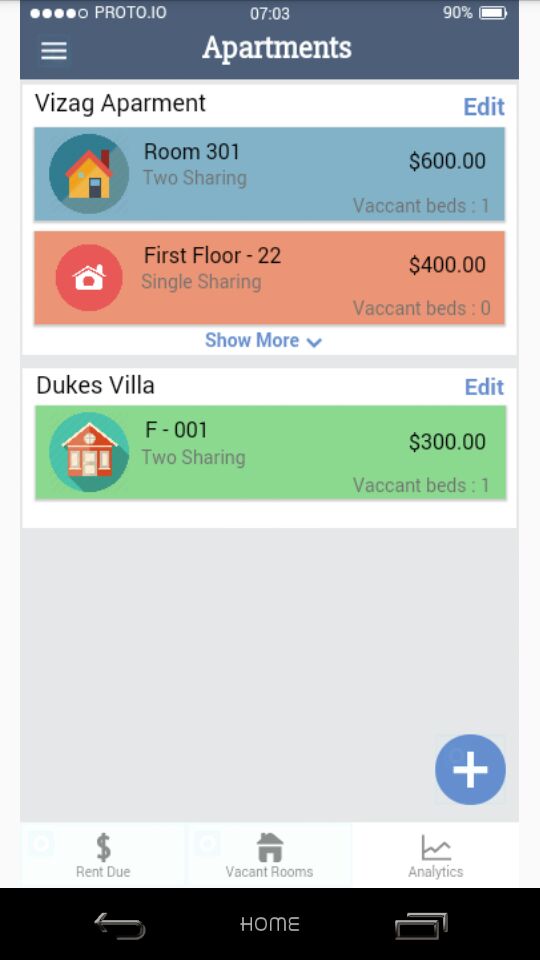 PROTO.IO 07:03 90%
Apartments
Vizag Aparment
Edit
Room 301
$600.00
Two Sharing
Vaccant beds : 1
First Floor - 22
$400.00
Single Sharing
Vaccant beds : 0
Show More
Dukes Villa
Edit
F - 001
$300.00
Two Sharing
Vaccant beds : 1
Rent Due
Vacant Rooms
Analytics
HOME